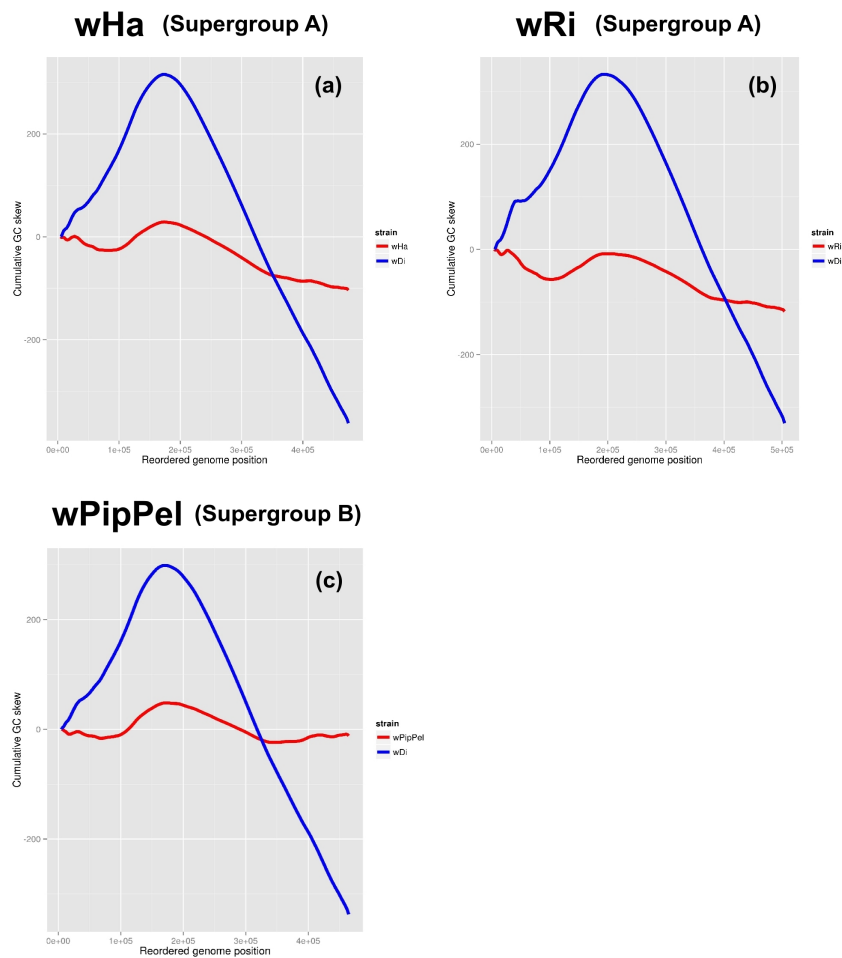 wHa (Supergroup A)
(a)
Cumulative GC skew
200
0
-200
0e+00 1e+05 2e+05 3e+05 4e+05
Reordered genome position
strain
wHa
wDi
wRi (Supergroup A)
(b)
Cumulative GC skew
200
0
-200
0e+00 1e+05 2e+05 3e+05 4e+05 5e+05
Reordered genome position
strain
wRi
wDi
wPipPel (Supergroup B)
(c)
Cumulative GC skew
200
0
-200
0e+00 1e+05 2e+05 3e+05 4e+05
Reordered genome position
strain
wPipPel
wDi